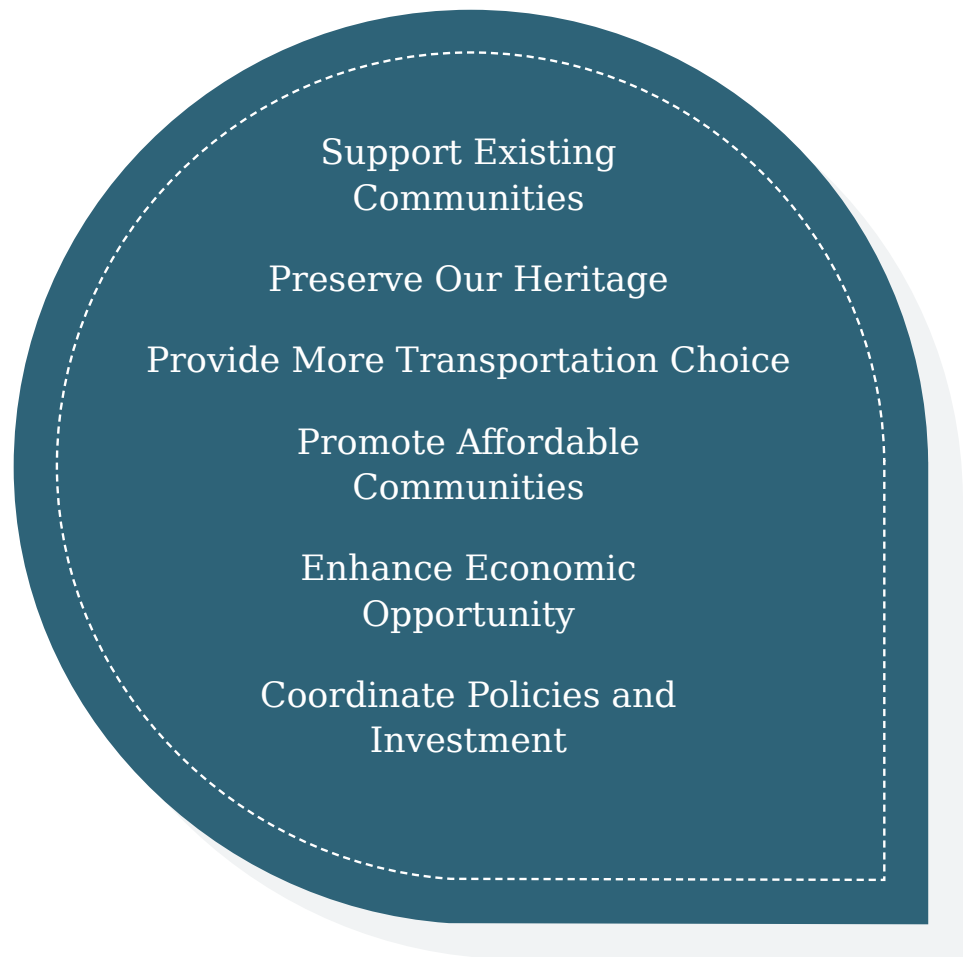 Support Existing
Communities
Preserve Our Heritage
Provide More Transportation Choice
Promote Affordable
Communities
Enhance Economic
Opportunity
Coordinate Policies and
Investment